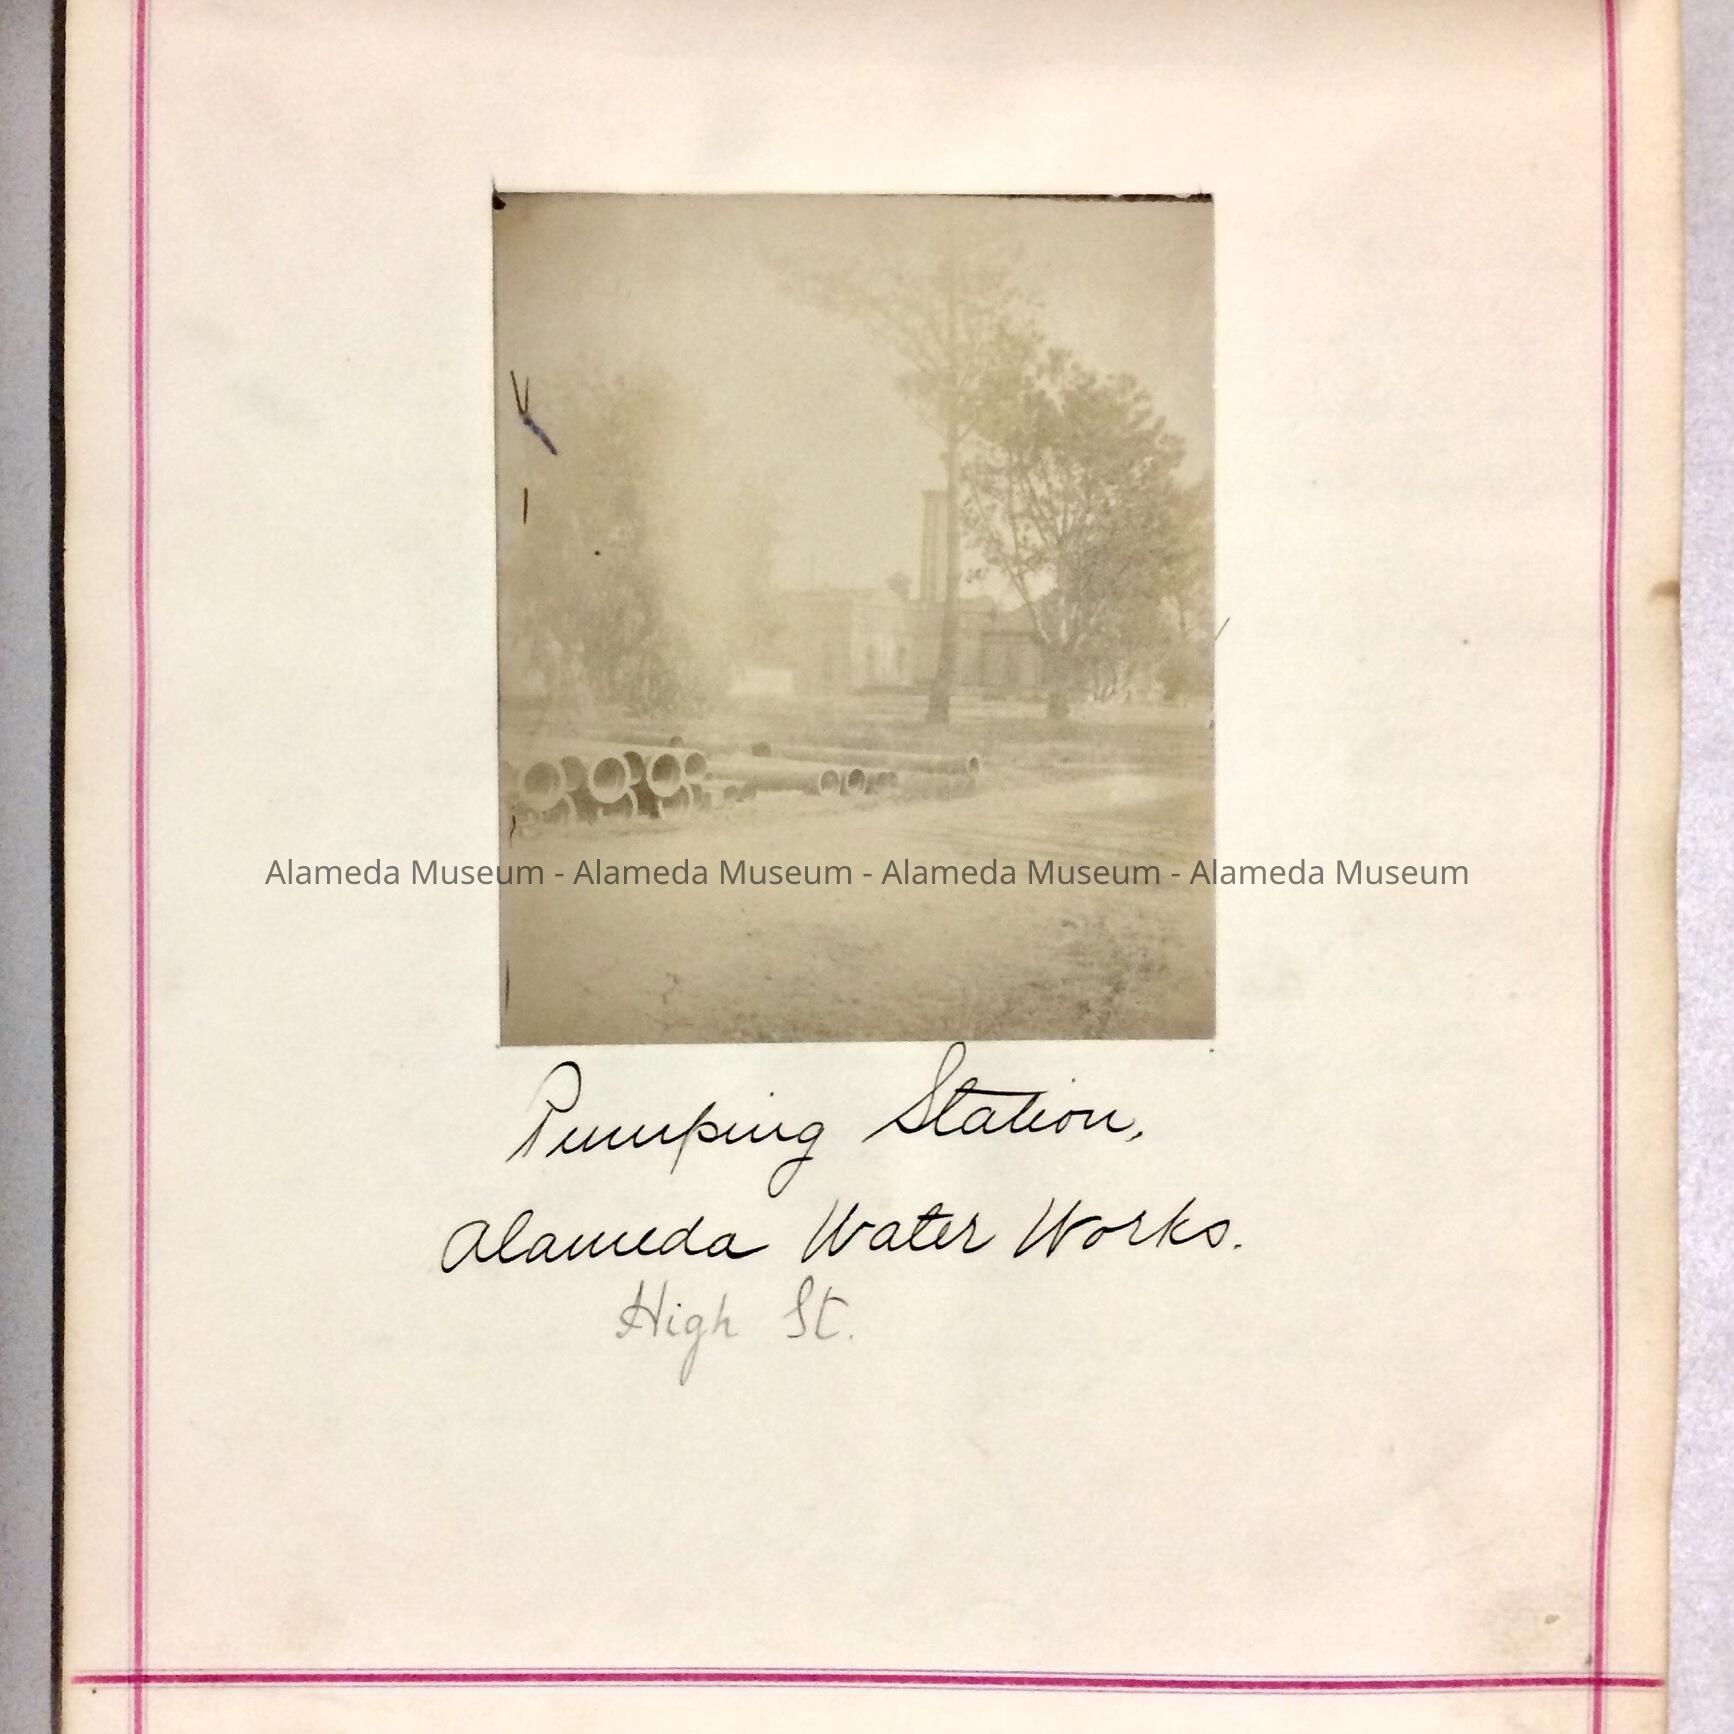 Alameda Museum - Alameda Museum - Alameda Museum - Alameda Museum
Pumping Station,
Alameda Water Works.
High St.